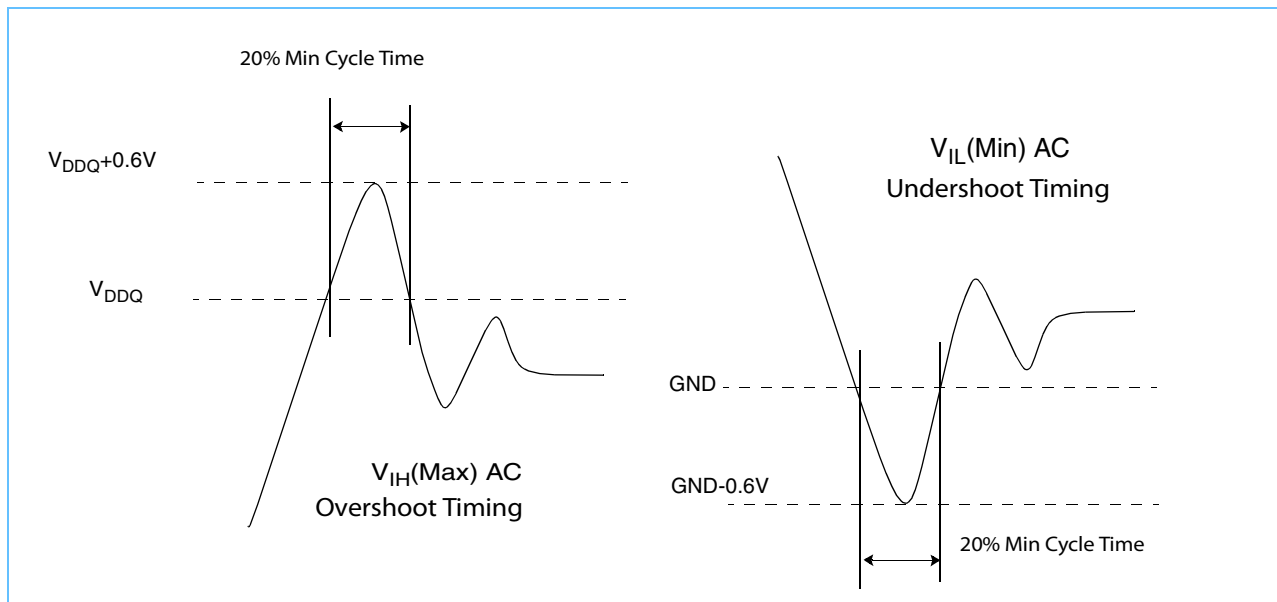 20% Min Cycle Time
VDDQ+0.6V
VDDQ
VIH(Max) AC
Overshoot Timing
VIL(Min) AC
Undershoot Timing
GND
GND-0.6V
20% Min Cycle Time